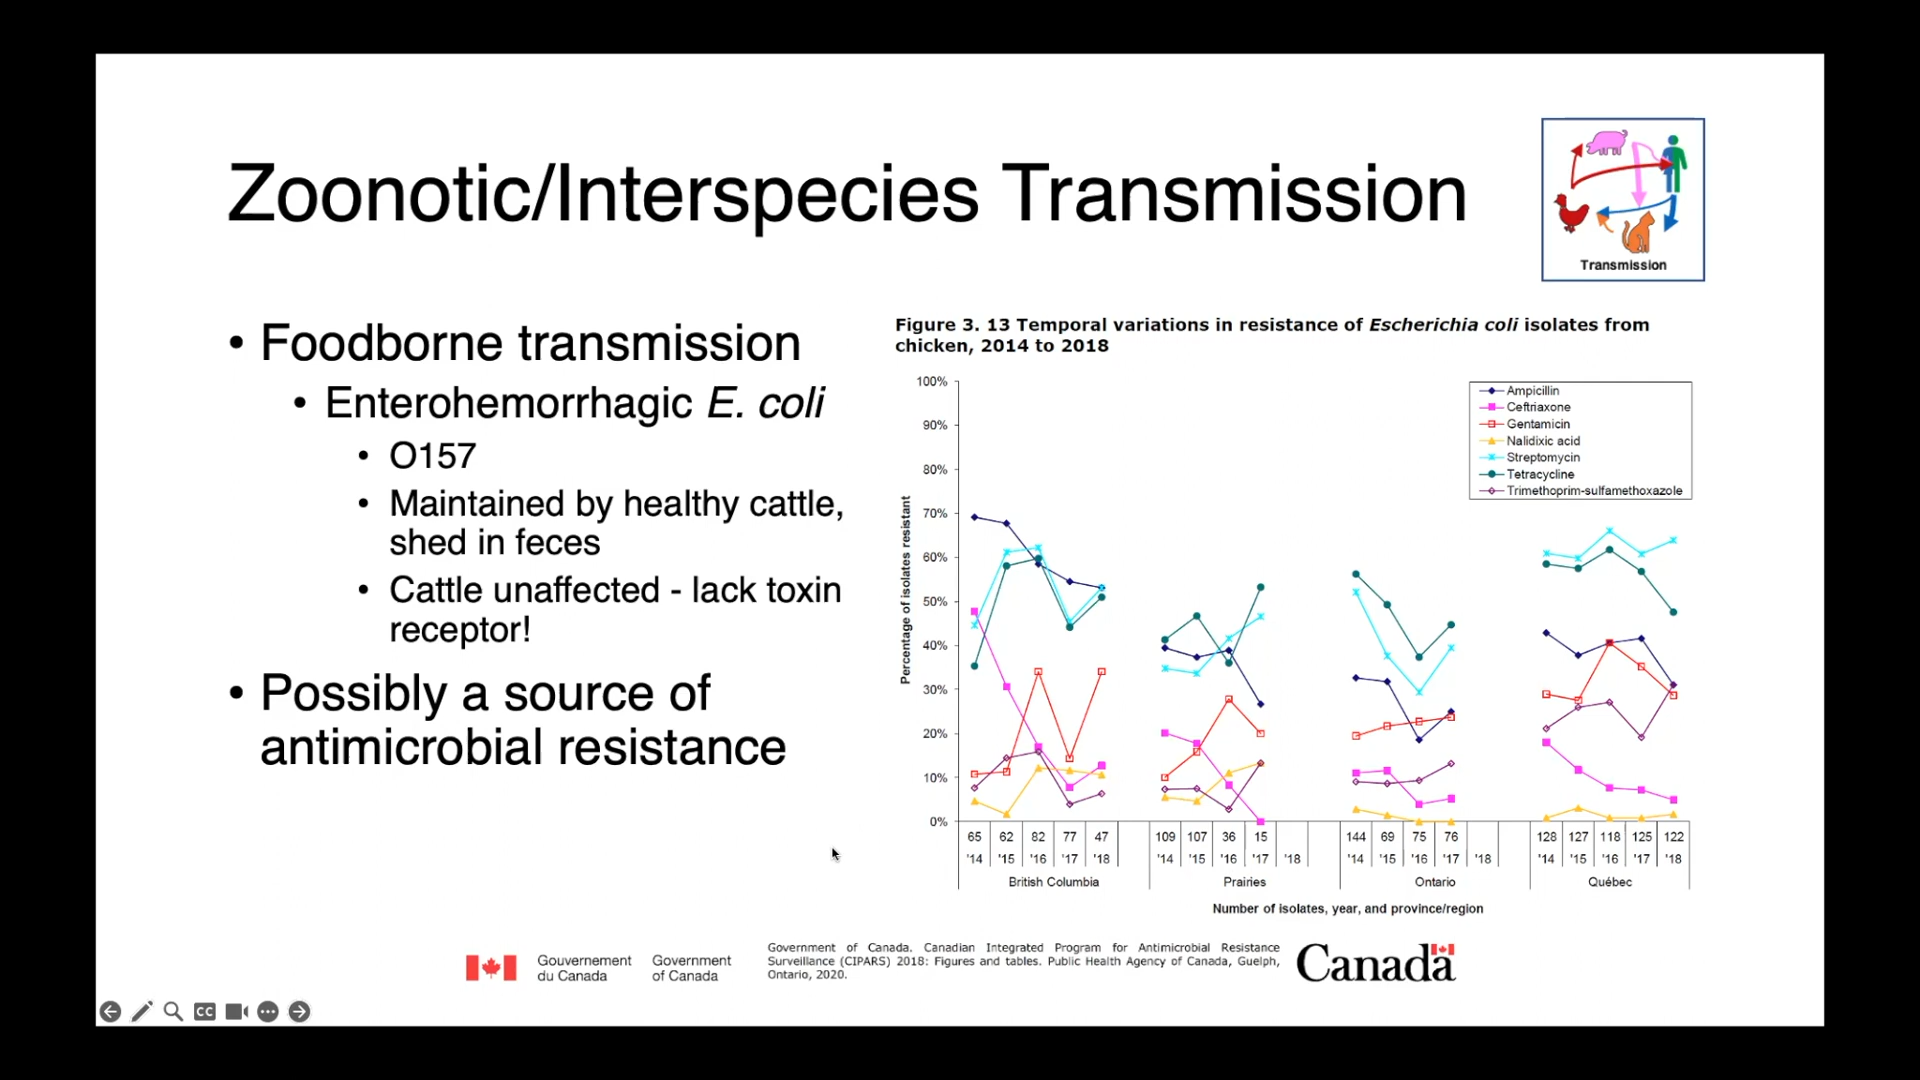 Zoonotic/Interspecies Transmission
Transmission
• Foodborne transmission
• Enterohemorrhagic E. coli
• O157
• Maintained by healthy cattle,
shed in feces
• Cattle unaffected - lack toxin
receptor!
• Possibly a source of
antimicrobial resistance
Figure 3. 13 Temporal variations in resistance of Escherichia coli isolates from
chicken, 2014 to 2018
100%
90%
80%
70%
60%
50%
40%
30%
20%
10%
0%
Percentage of isolates resistant
Ampicillin
Ceftriaxone
Gentamicin
Nalidixic acid
Streptomycin
Tetracycline
Trimethoprim-sulfamethoxazole
65 62 82 77 47 109 107 36 15 144 69 75 76 128 127 118 125 122
'14 '15 '16 '17 '18 '14 '15 '16 '17 '18 '14 '15 '16 '17 '18 '14 '15 '16 '17 '18
British Columbia Prairies Ontario Québec
Number of isolates, year, and province/region
Gouvernement
du Canada
Government
of Canada
Government of Canada. Canadian Integrated Program for Antimicrobial Resistance
Surveillance (CIPARS) 2018: Figures and tables. Public Health Agency of Canada, Guelph,
Ontario, 2020.
Canada
CC